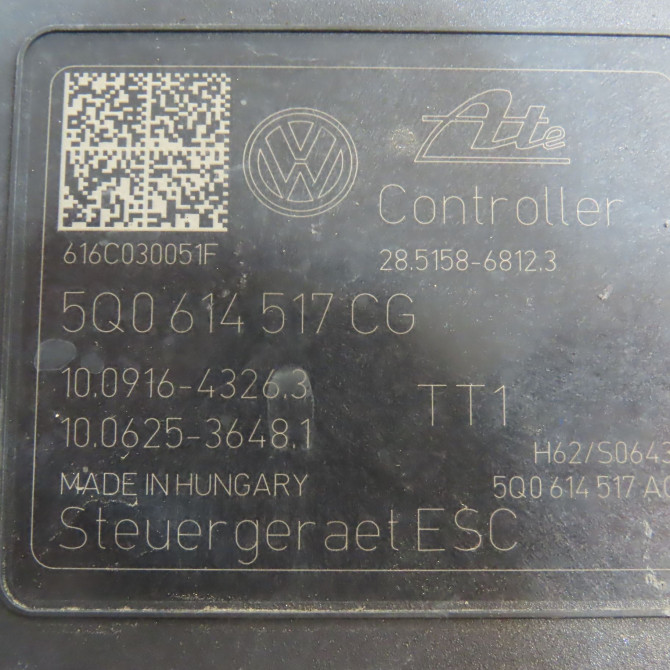 Ate
Controller
616C030051F
28.5158-6812.3
5Q0 614 517 CG
10.0916-4326.3
TT1
10.0625-3648.1
H62/S0643
MADE IN HUNGARY
5Q0 614 517 A
Steuergeraet ESC